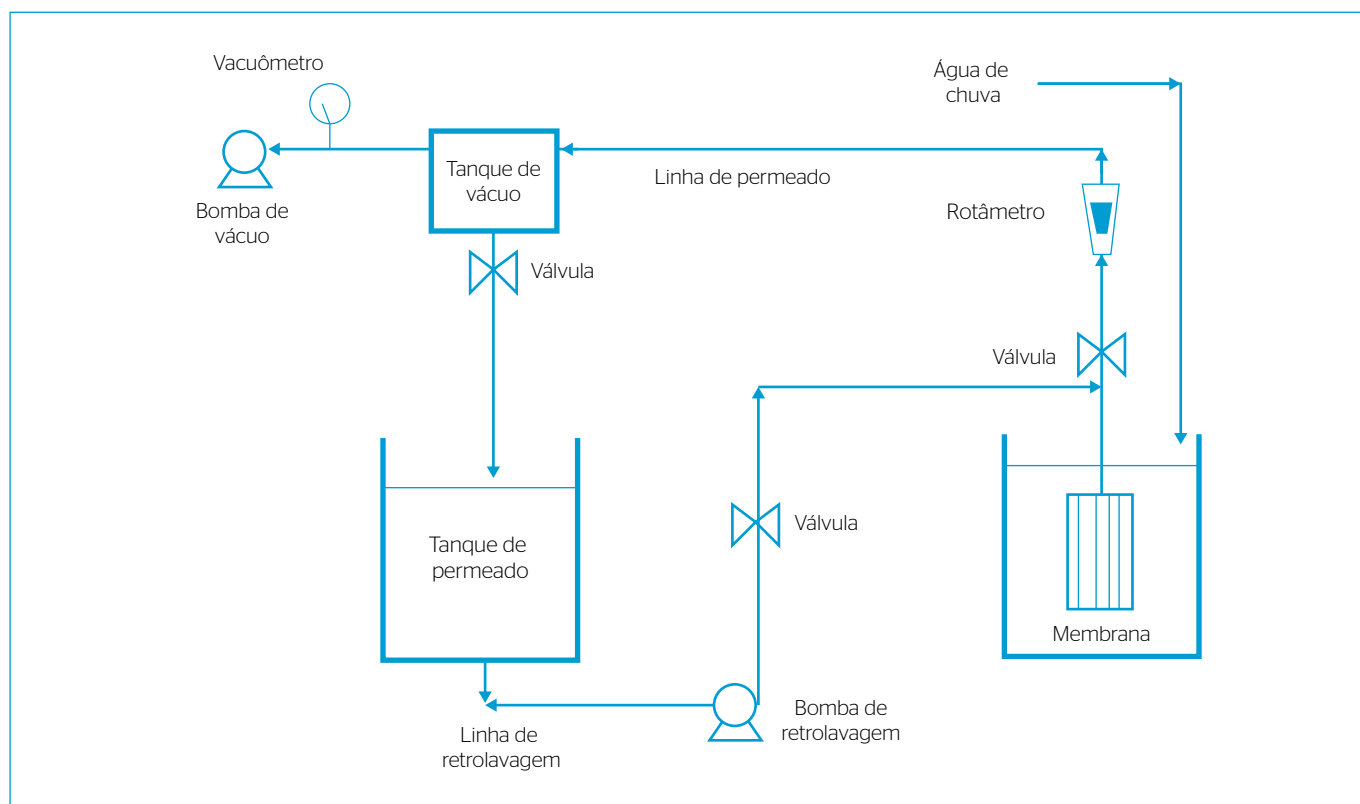 Vacuômetro
Água de
chuva
Tanque de
vácuo
Linha de permeado
Bomba de
vácuo
Rotâmetro
Válvula
Válvula
Válvula
Tanque de
permeado
Membrana
Bomba de
retrolavagem
Linha de
retrolavagem